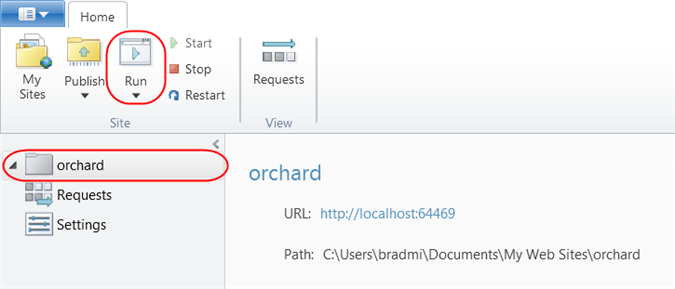 Home
My
Sites
Publish
Run
Start
Stop
Restart
Requests
Site
View
orchard
Requests
Settings
orchard
URL: http://localhost:64469
Path: C:\Users\bradmi\Documents\My Web Sites\orchard